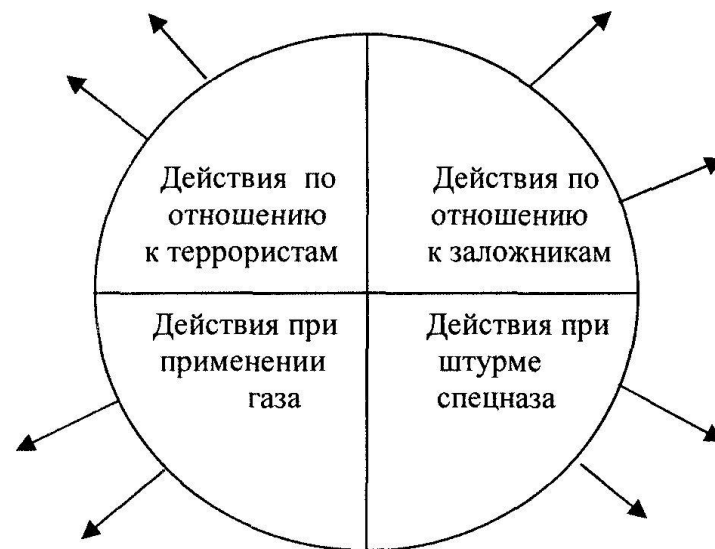 Действия по
отношению
к террористам
Действия по
отношению
к заложникам
Действия при
применении
газа
Действия при
штурме
спецназа